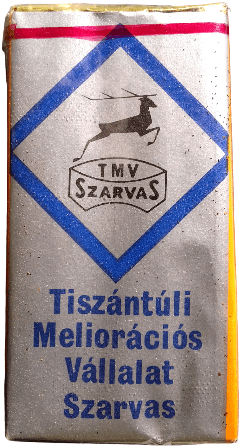 TMV
SZARVAS
Tiszántúli
Meliorációs
Vállalat
Szarvas